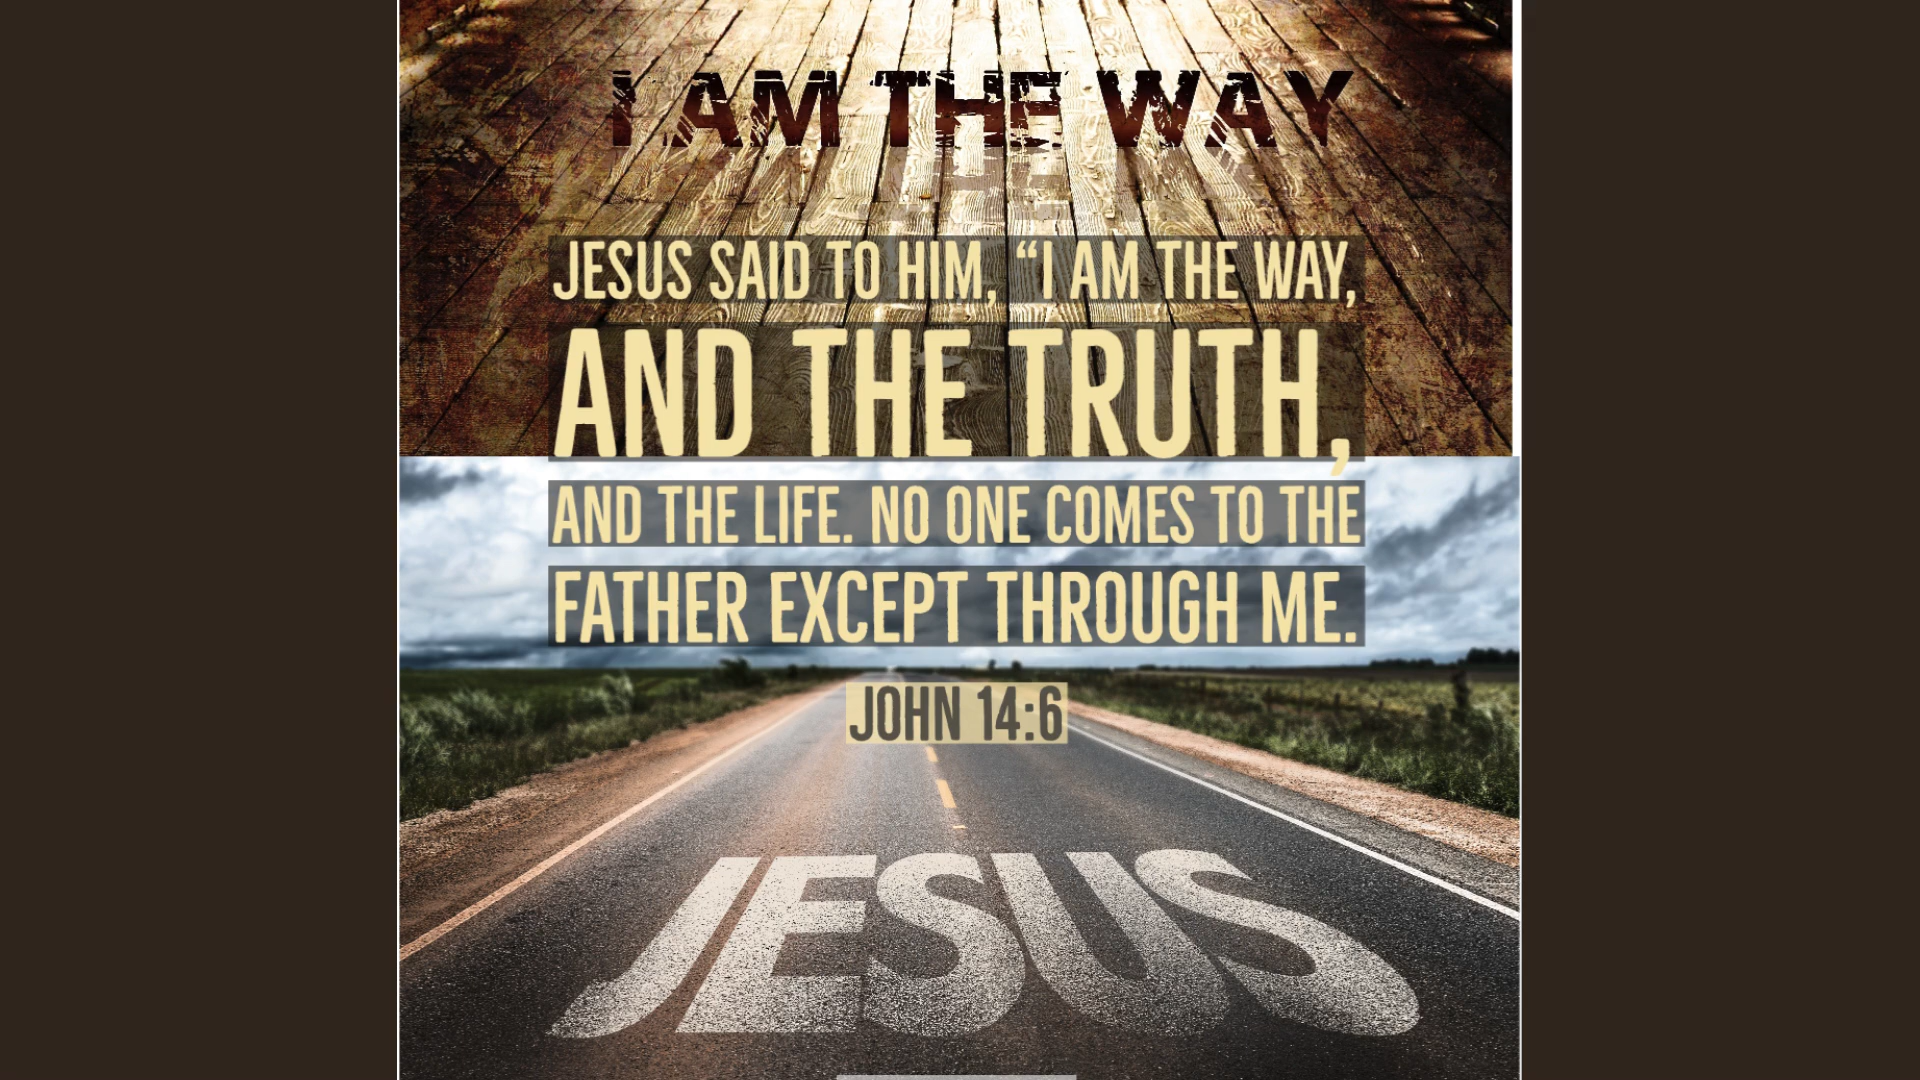 I AM THE WAY
JESUS SAID TO HIM, “I AM THE WAY,
AND THE TRUTH,
AND THE LIFE. NO ONE COMES TO THE
FATHER EXCEPT THROUGH ME.
JOHN 14:6
JESUS